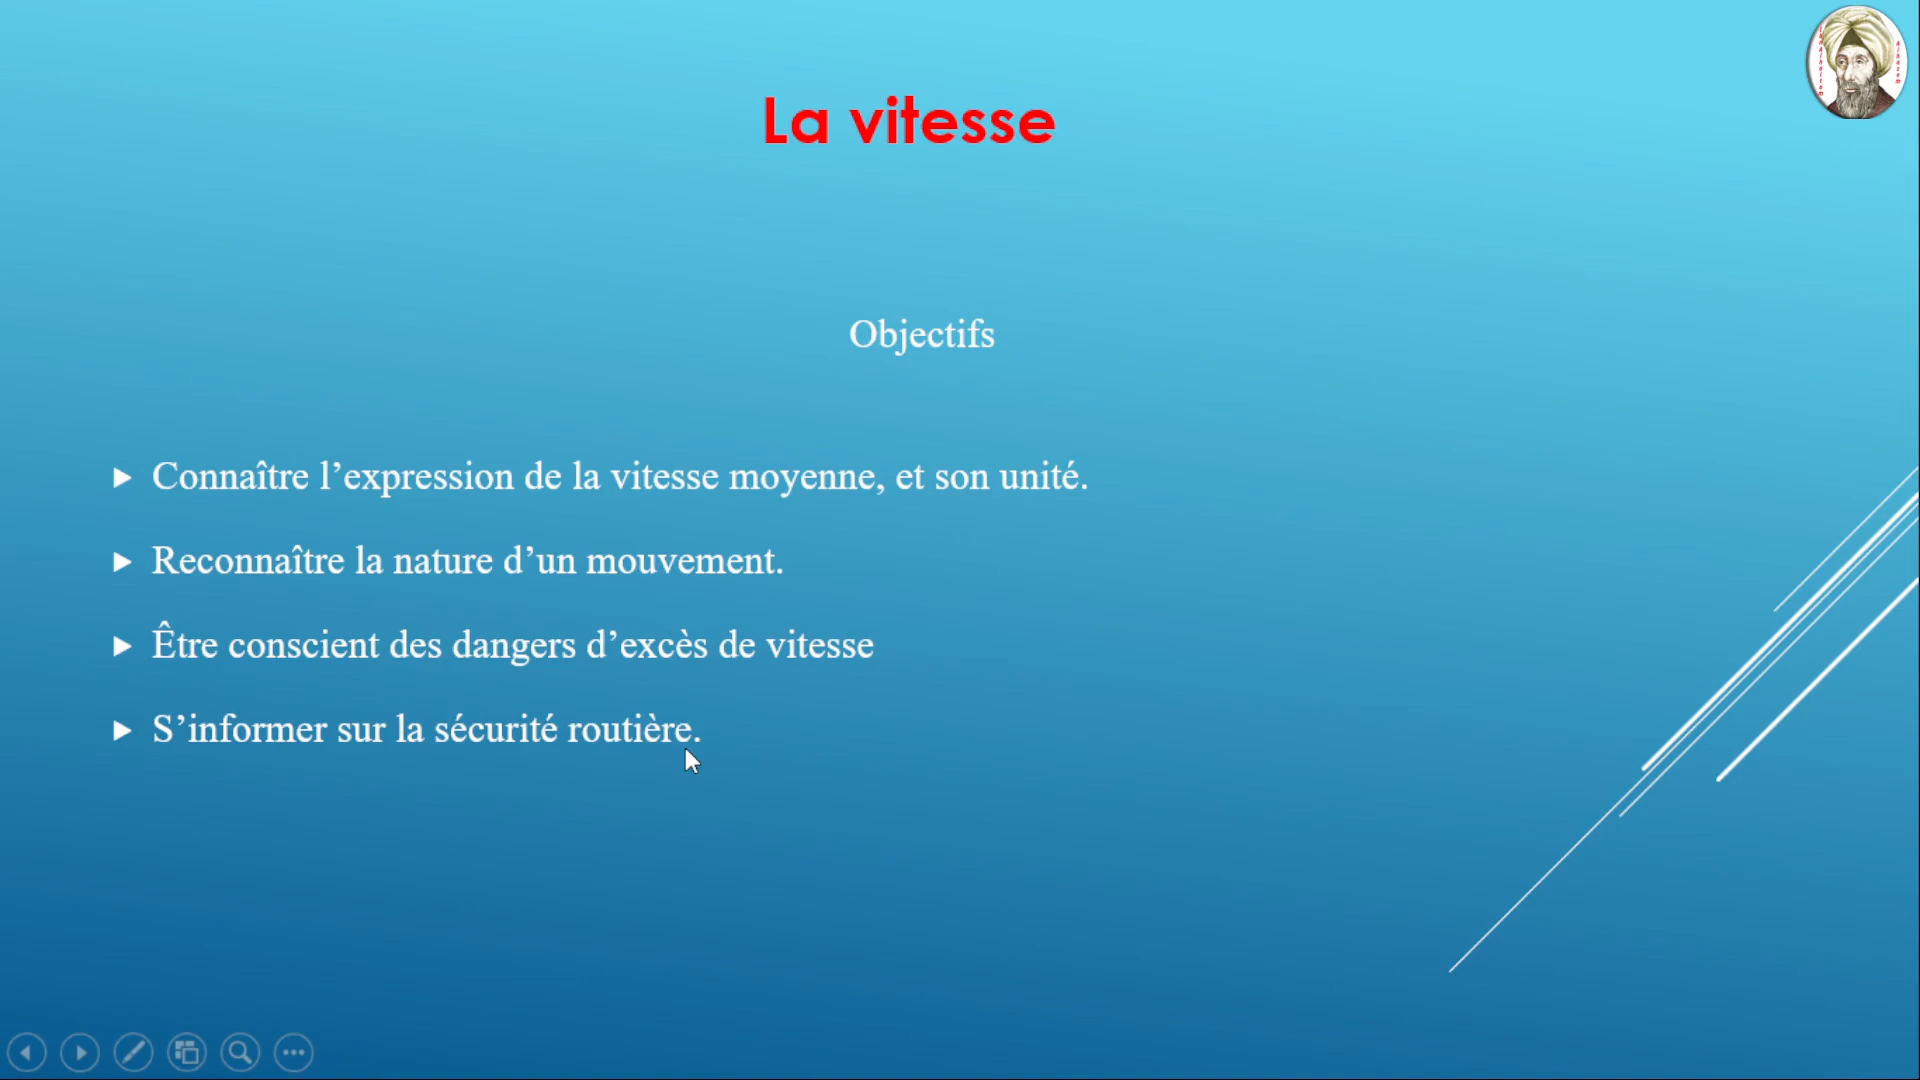 La vitesse
Objectifs
Connaître l’expression de la vitesse moyenne, et son unité.
Reconnaître la nature d’un mouvement.
Être conscient des dangers d’excès de vitesse
S’informer sur la sécurité routière.